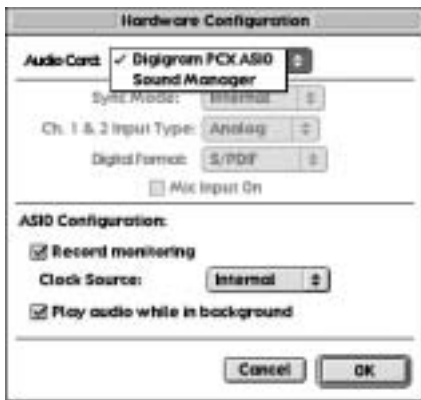 Hardware Configuration
Audio Card: ✓ Digigram PCX ASIO
Sound Manager
Sync Mode: Internal
Ch. 1 & 2 Input Type: Analog
Digital Format: S/PDIF
Mix Input On
ASIO Configuration:
Record monitoring
Clock Source: Internal
Play audio while in background
Cancel OK